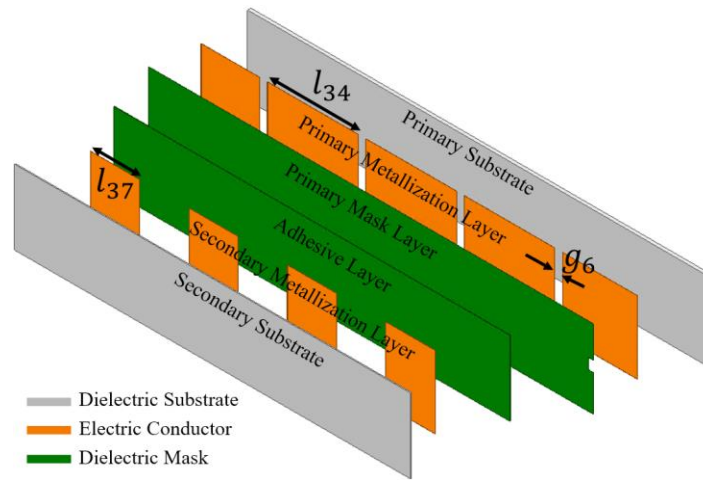 l34
Primary Substrate
Primary Metallization Layer
Primary Mask Layer
l37
Adhesive Layer
g6
Secondary Metallization Layer
Secondary Substrate
Dielectric Substrate
Electric Conductor
Dielectric Mask